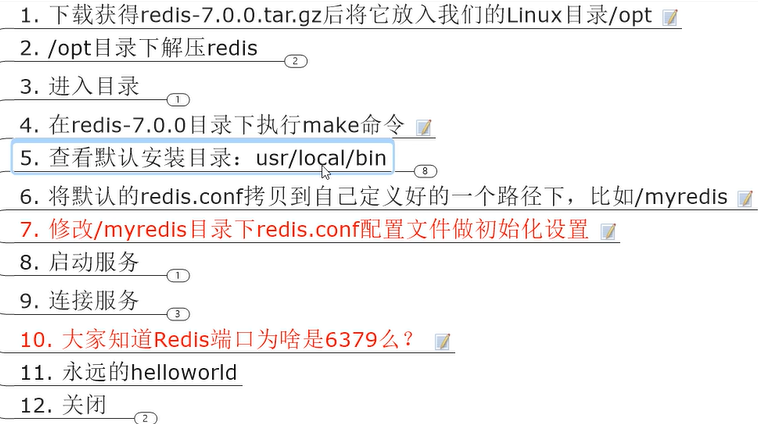 1. 下载获得redis-7.0.0.tar.gz后将它放入我们的Linux目录/opt
2. /opt目录下解压redis
2
3. 进入目录
1
4. 在redis-7.0.0目录下执行make命令
5. 查看默认安装目录：usr/local/bin
8
6. 将默认的redis.conf拷贝到自己定义好的一个路径下，比如/myredis
7. 修改/myredis目录下redis.conf配置文件做初始化设置
8. 启动服务
1
9. 连接服务
3
10. 大家知道Redis端口为啥是6379么？
11. 永远的helloworld
12. 关闭
2